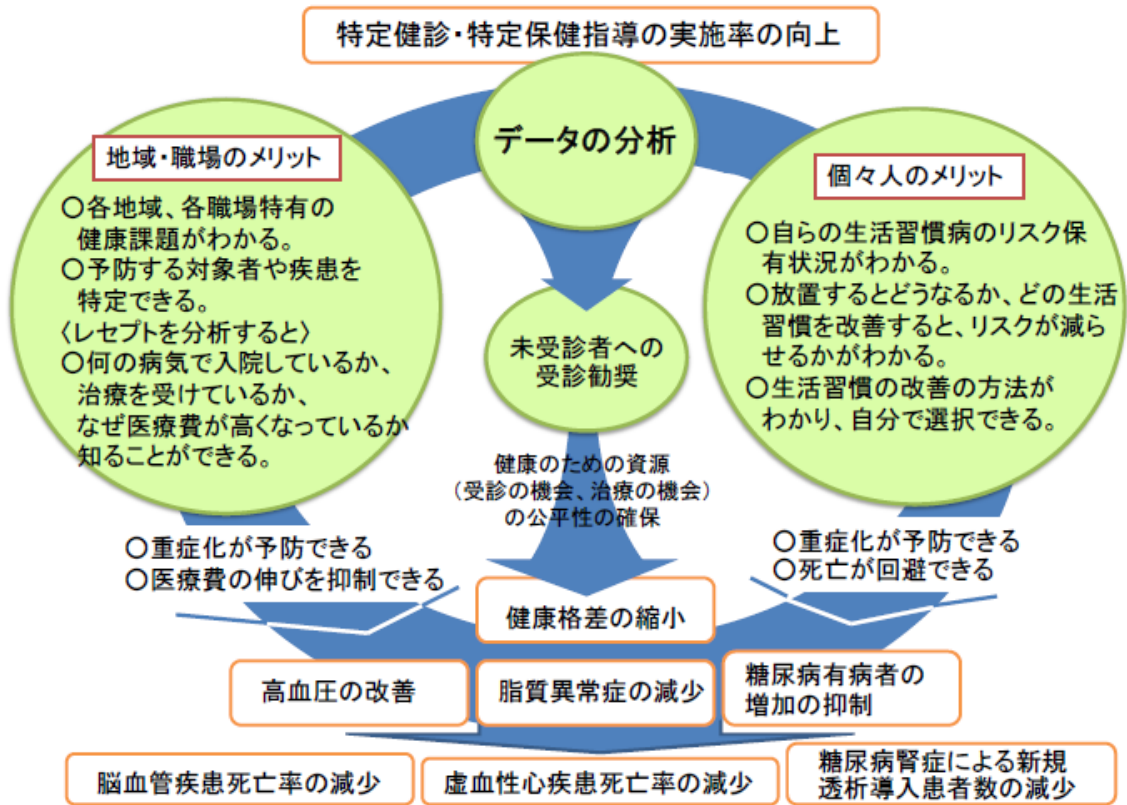 特定健診・特定保健指導の実施率の向上
データの分析
地域・職場のメリット
○各地域、各職場特有の
健康課題がわかる。
○予防する対象者や疾患を
特定できる。
〈レセプトを分析すると〉
○何の病気で入院しているか、
治療を受けているか、
なぜ医療費が高くなっているか
知ることができる。
個々人のメリット
○自らの生活習慣病のリスク保
有状況がわかる。
○放置するとどうなるか、どの生活
習慣を改善すると、リスクが減ら
せるかがわかる。
○生活習慣の改善の方法が
わかり、自分で選択できる。
未受診者への
受診勧奨
健康のための資源
（受診の機会、治療の機会）
の公平性の確保
○重症化が予防できる
○医療費の伸びを抑制できる
○重症化が予防できる
○死亡が回避できる
健康格差の縮小
高血圧の改善
脂質異常症の減少
糖尿病有病者の
増加の抑制
脳血管疾患死亡率の減少
虚血性心疾患死亡率の減少
糖尿病腎症による新規
透析導入患者数の減少